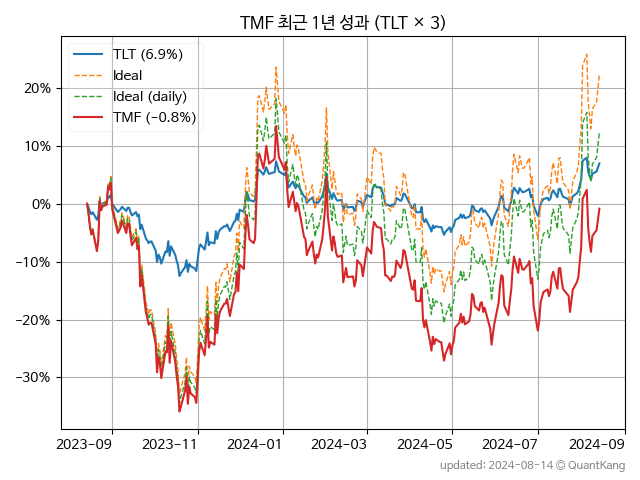 TMF 최근 1년 성과 (TLT × 3)
TLT (6.9%)
Ideal
Ideal (daily)
TMF (−0.8%)
20%
10%
0%
−10%
−20%
−30%
2023-09 2023-11 2024-01 2024-03 2024-05 2024-07 2024-09
updated: 2024-08-14 © QuantKang